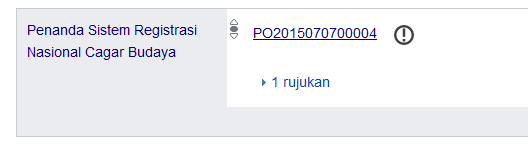 Penanda Sistem Registrasi
Nasional Cagar Budaya
PO2015070700004
1 rujukan